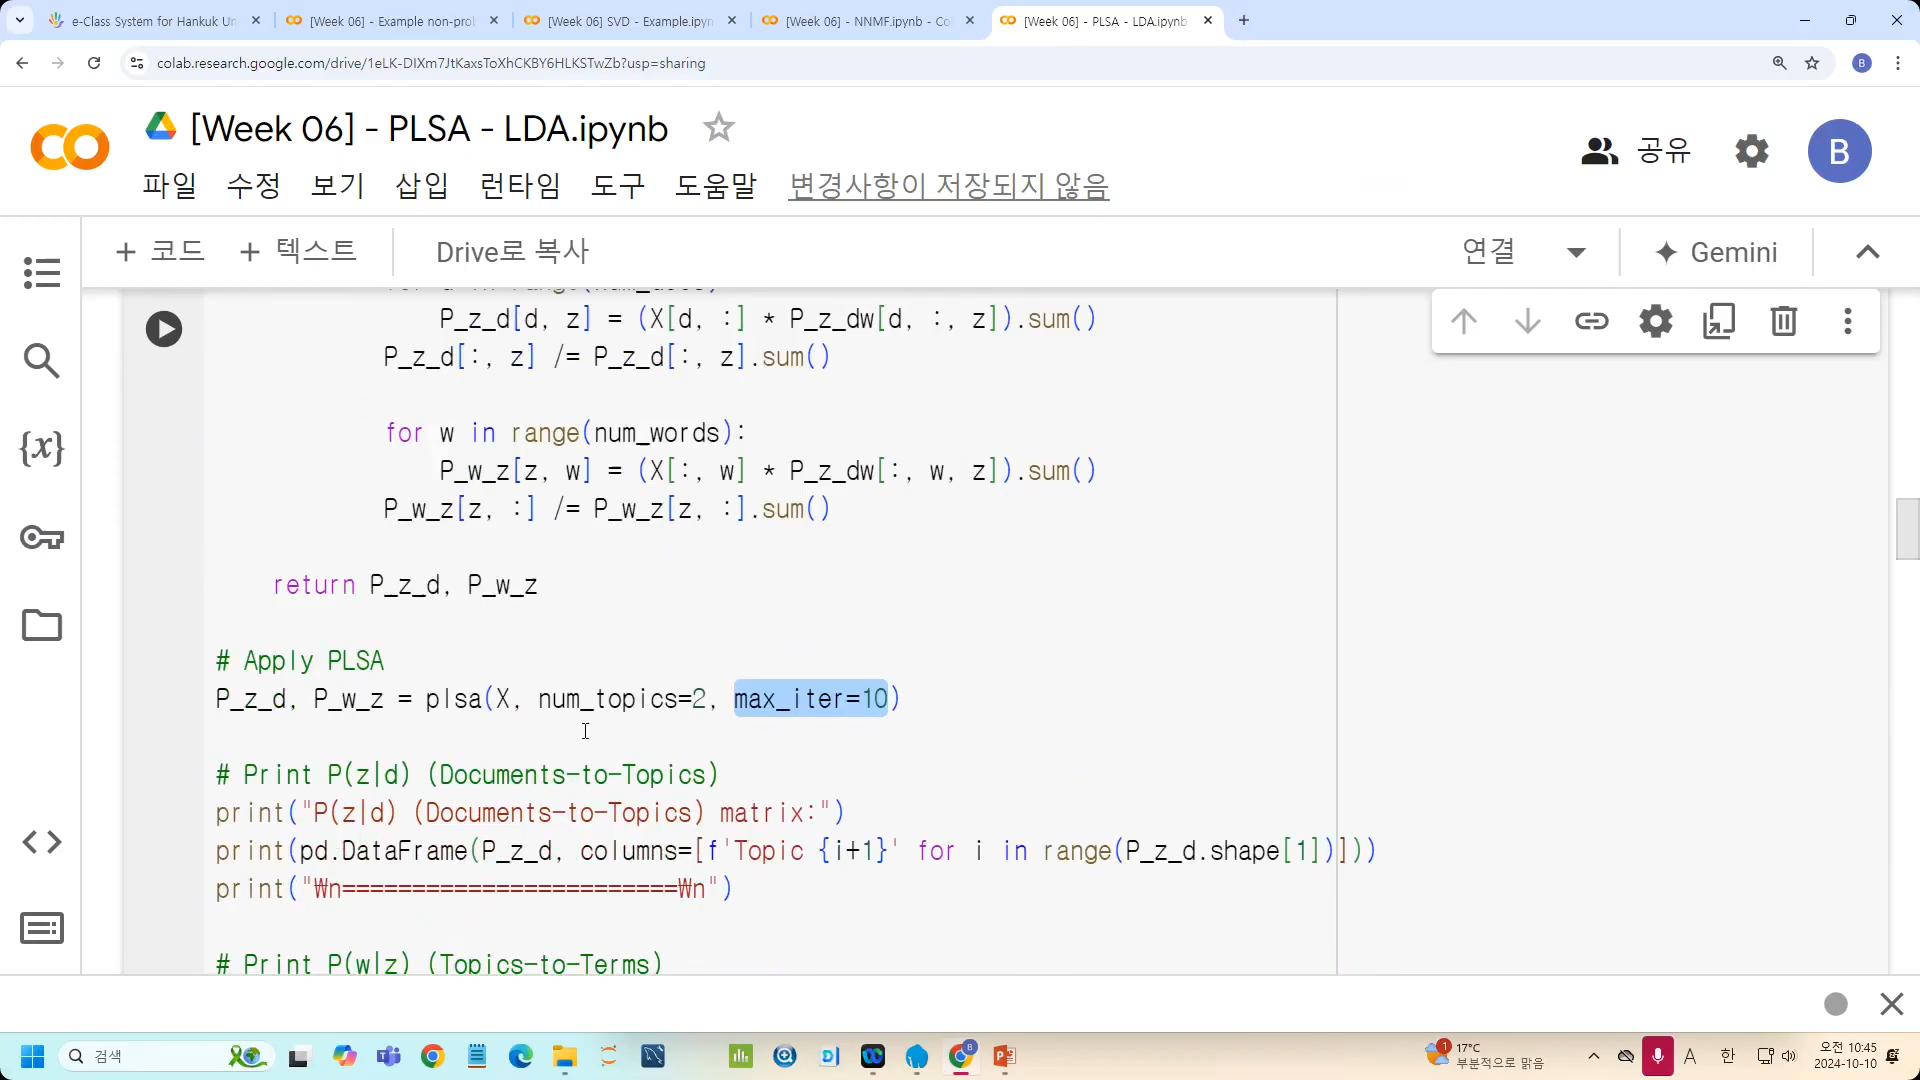 e-Class System for Hankuk Un
[Week 06] - Example non-prol
[Week 06] SVD - Example.ipyn
[Week 06] - NNMF.ipynb - Co
[Week 06] - PLSA - LDA.ipynb
colab.research.google.com/drive/1eLK-DIXm7JtKaxsToXhCKBY6HLKSTwZb?usp=sharing
B
[Week 06] - PLSA - LDA.ipynb
공유
B
파일 수정 보기 삽입 런타임 도구 도움말 변경사항이 저장되지 않음
+ 코드 + 텍스트 Drive로 복사 연결 Gemini
P_z_d[d, z] = (X[d, :] * P_z_dw[d, :, z]).sum()
P_z_d[:, z] /= P_z_d[:, z].sum()
for w in range(num_words):
P_w_z[z, w] = (X[:, w] * P_z_dw[:, w, z]).sum()
P_w_z[z, :] /= P_w_z[z, :].sum()
return P_z_d, P_w_z
# Apply PLSA
P_z_d, P_w_z = plsa(X, num_topics=2, max_iter=10)
# Print P(z|d) (Documents-to-Topics)
print("P(z|d) (Documents-to-Topics) matrix:")
print(pd.DataFrame(P_z_d, columns=[f'Topic {i+1}' for i in range(P_z_d.shape[1])]))
print("₩n========================₩n")
# Print P(w|z) (Topics-to-Terms)
{x}
검색
17°C
부분적으로 맑음
A
한
오전 10:45
2024-10-10